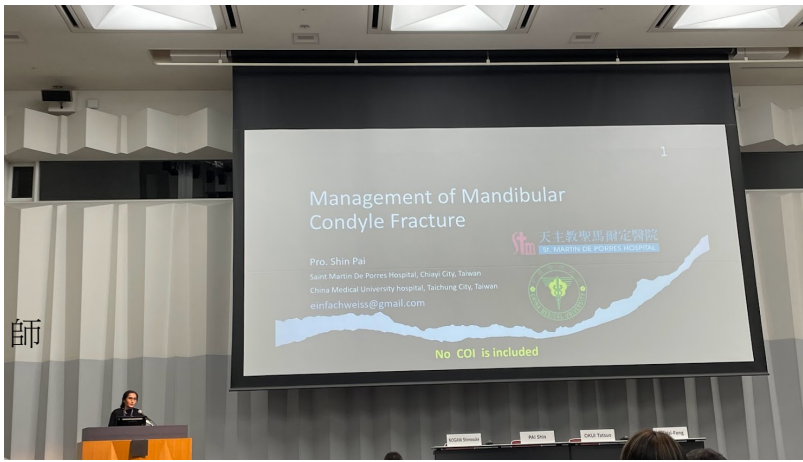 1
Management of Mandibular
Condyle Fracture
天主教聖馬爾定醫院
ST. MARTIN DE PORRES HOSPITAL
Pro. Shin Pai
Saint Martin De Porres Hospital, Chiayi City, Taiwan
China Medical University hospital, Taichung City, Taiwan
einfachweiss@gmail.com
No COI is included
師
PAI Shin
OKUI Tatsuo